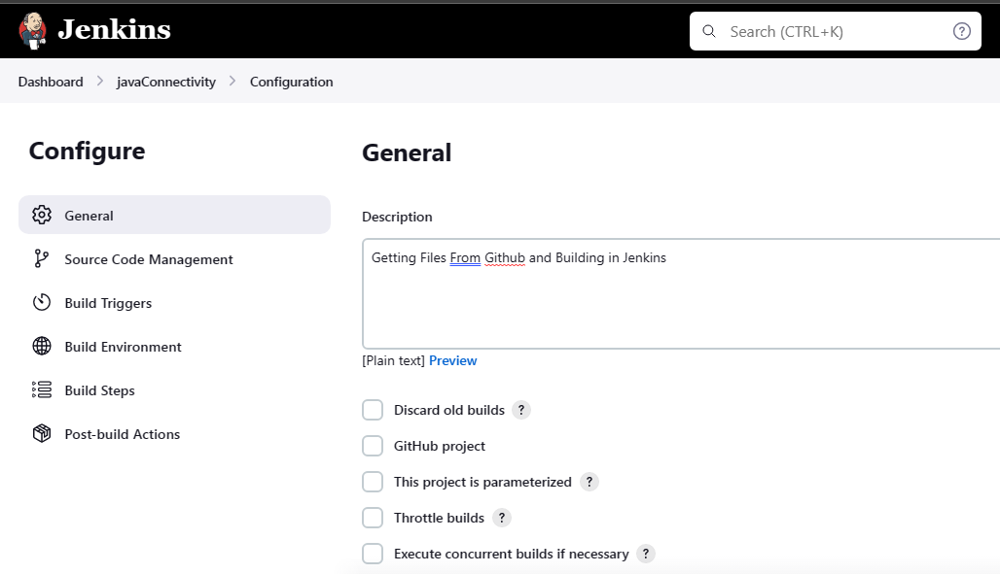 Jenkins
Search (CTRL+K)
?
Dashboard > javaConnectivity > Configuration
Configure
General
Source Code Management
Build Triggers
Build Environment
Build Steps
Post-build Actions
General
Description
Getting Files From Github and Building in Jenkins
[Plain text] Preview
Discard old builds ?
GitHub project
This project is parameterized ?
Throttle builds ?
Execute concurrent builds if necessary ?